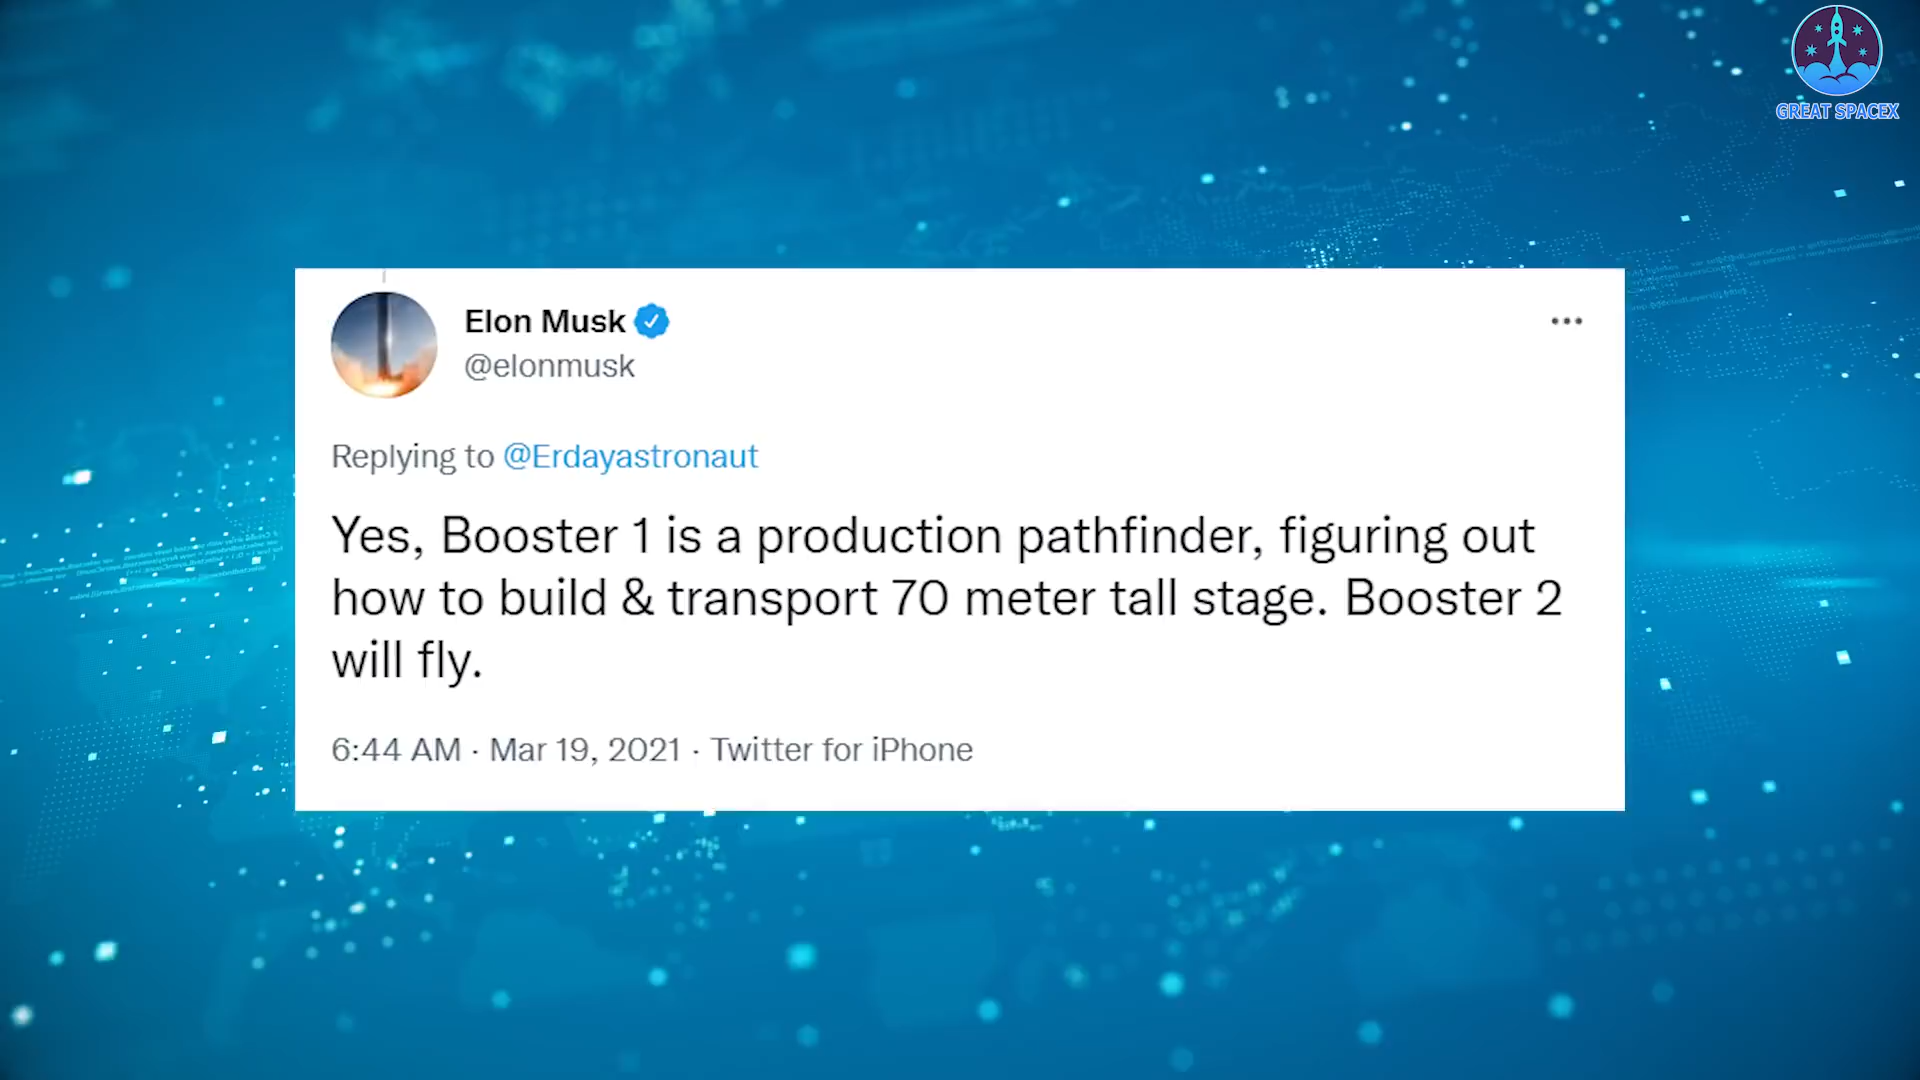 GREAT SPACEX
Elon Musk
@elonmusk
Replying to @Erdayastronaut
Yes, Booster 1 is a production pathfinder, figuring out
how to build & transport 70 meter tall stage. Booster 2
will fly.
6:44 AM · Mar 19, 2021 · Twitter for iPhone